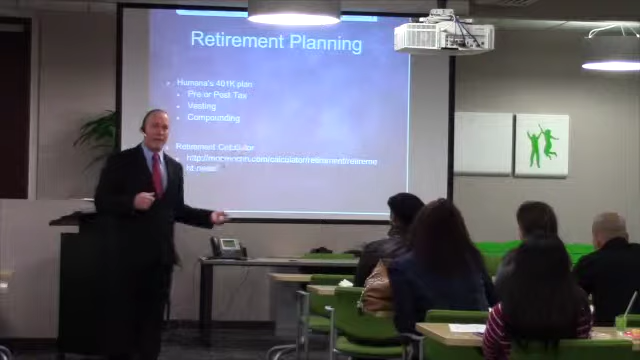 Retirement Planning
Humana's 401K plan
Pre or Post Tax
Vesting
Compounding
Retirement Calculator